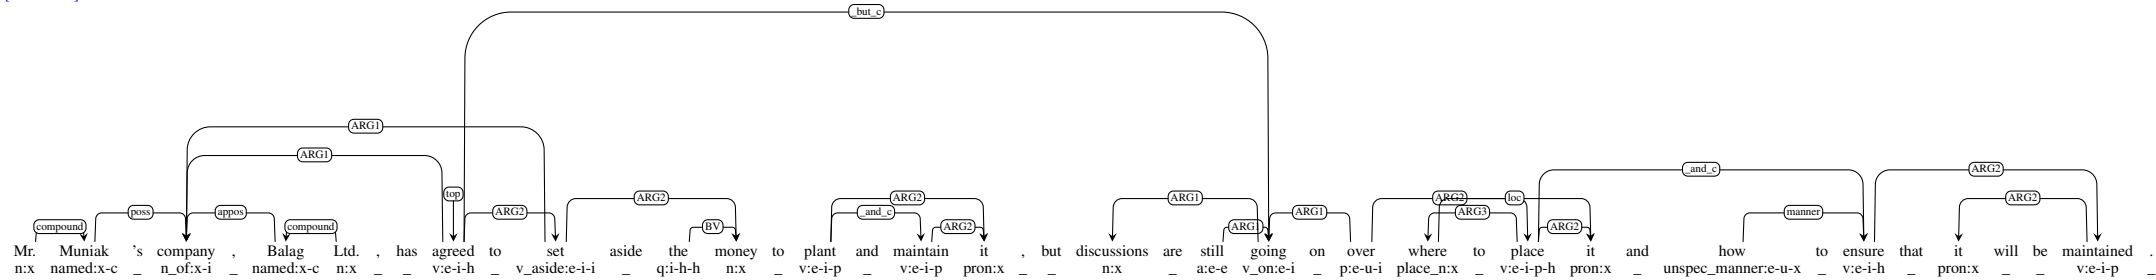 _but_c
ARG1
ARG1
_and_c ARG2
top ARG2 ARG2 ARG1 ARG2 loc
poss appos ARG2 _and_c ARG1 ARG3 manner ARG2
compound compound BV ARG2 ARG1 ARG2
Mr. Muniak 's company , Balag Ltd. , has agreed to set aside the money to plant and maintain it , but discussions are still going on over where to place it and how to ensure that it will be maintained .
n:x named:x-c _ n_of:x-i _ named:x-c n:x _ _ v:e-i-h _ v_aside:e-i-i _ q:i-h-h n:x _ v:e-i-p _ v:e-i-p pron:x _ _ n:x _ a:e-e v_on:e-i _ p:e-u-i place_n:x _ v:e-i-p-h pron:x _ unspec_manner:e-u-x _ v:e-i-h _ pron:x _ _ v:e-i-p _